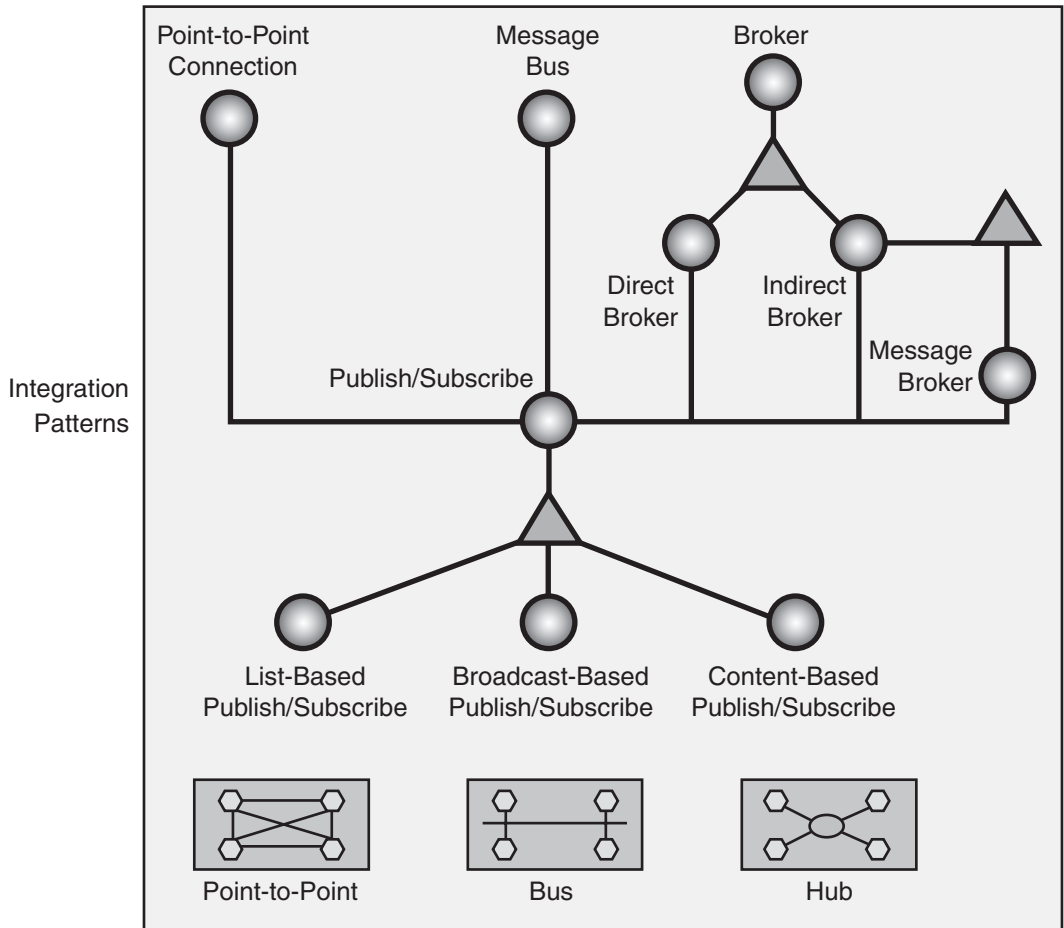 Point-to-Point
Connection
Message
Bus
Broker
Direct
Broker
Indirect
Broker
Message
Broker
Publish/Subscribe
Integration
Patterns
List-Based
Publish/Subscribe
Broadcast-Based
Publish/Subscribe
Content-Based
Publish/Subscribe
Point-to-Point
Bus
Hub